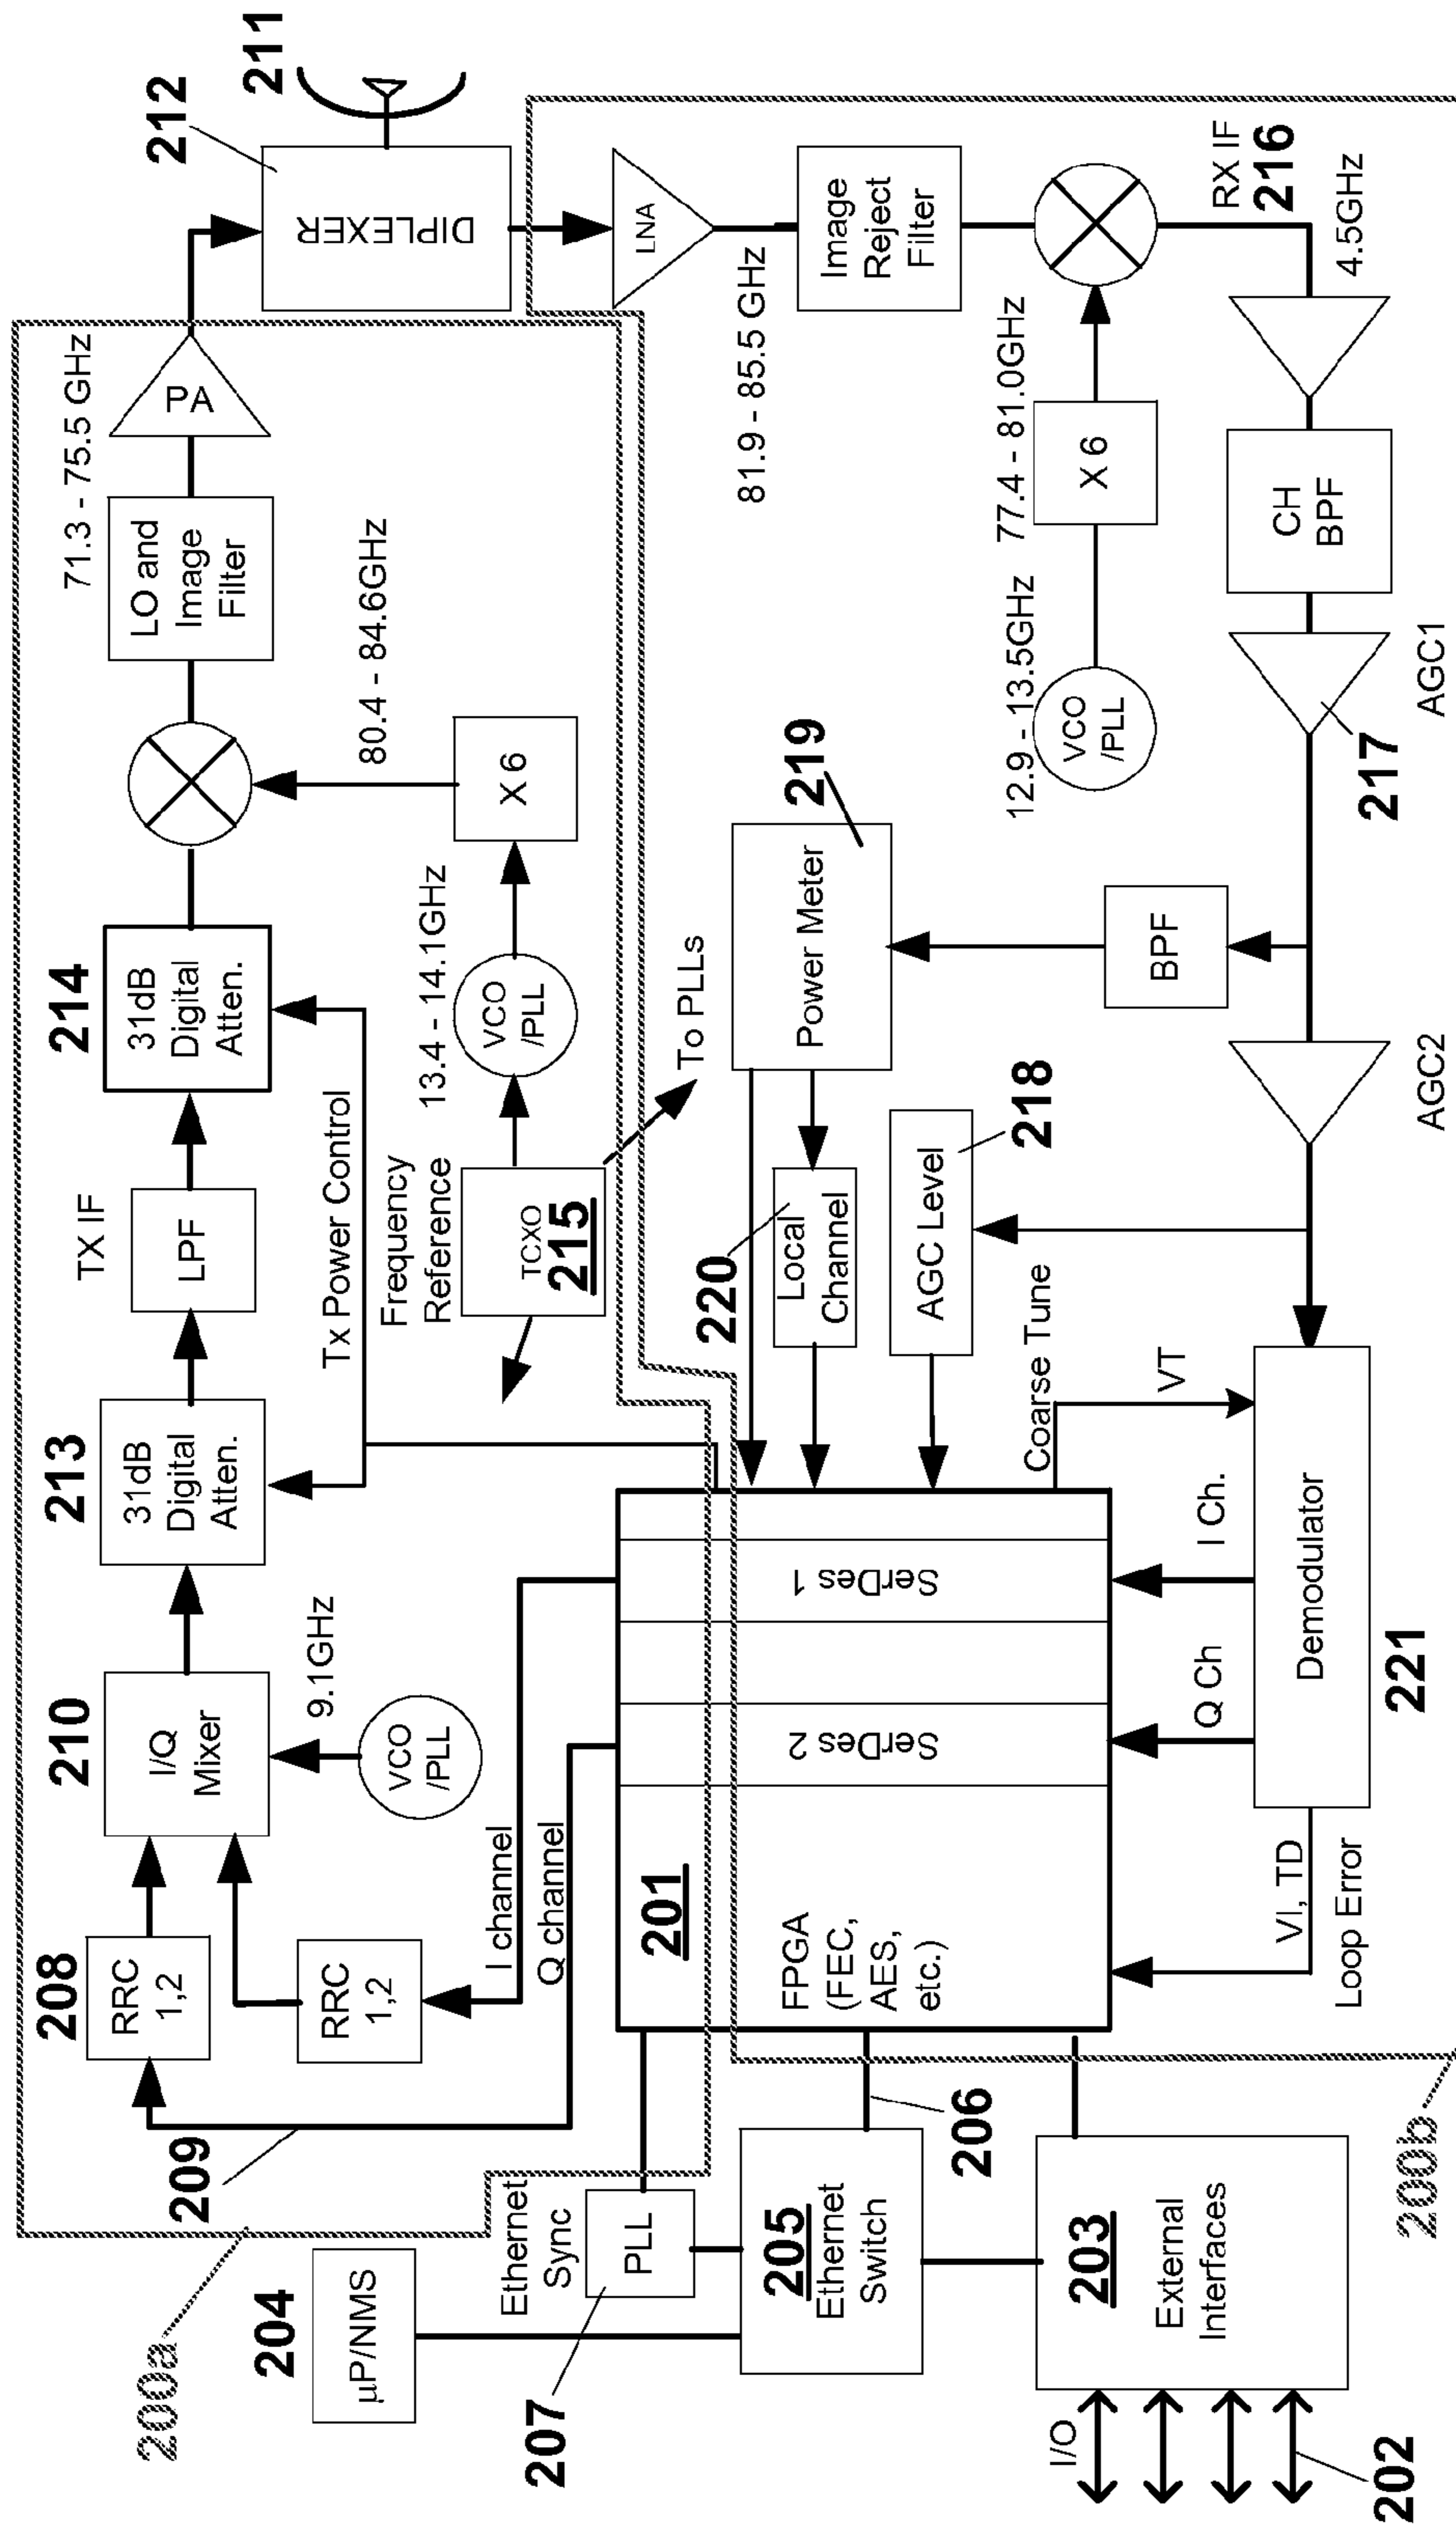 200a
204
µP/NMS
207
Ethernet
Sync
PLL
205
Ethernet
Switch
206
203
External
Interfaces
I/O
202
200b
209
208
RRC
1,2
RRC
1,2
I channel
Q channel
210
I/Q
Mixer
9.1GHz
VCO
/PLL
213
31dB
Digital
Atten.
TX IF
LPF
Tx Power Control
214
31dB
Digital
Atten.
Frequency
Reference
TCXO
215
To PLLs
13.4 - 14.1GHz
VCO
/PLL
X 6
80.4 - 84.6GHz
LO and
Image
Filter
71.3 - 75.5 GHz
PA
212
DIPLEXER
211
LNA
81.9 - 85.5 GHz
Image
Reject
Filter
RX IF
216
4.5GHz
77.4 - 81.0GHz
X 6
12.9 - 13.5GHz
VCO
/PLL
CH
BPF
AGC1
217
219
Power Meter
BPF
218
AGC Level
AGC2
220
Local
Channel
Coarse Tune
VT
201
FPGA
(FEC,
AES,
etc.)
SerDes 2
SerDes 1
Q Ch
I Ch.
Demodulator
221
VI, TD
Loop Error